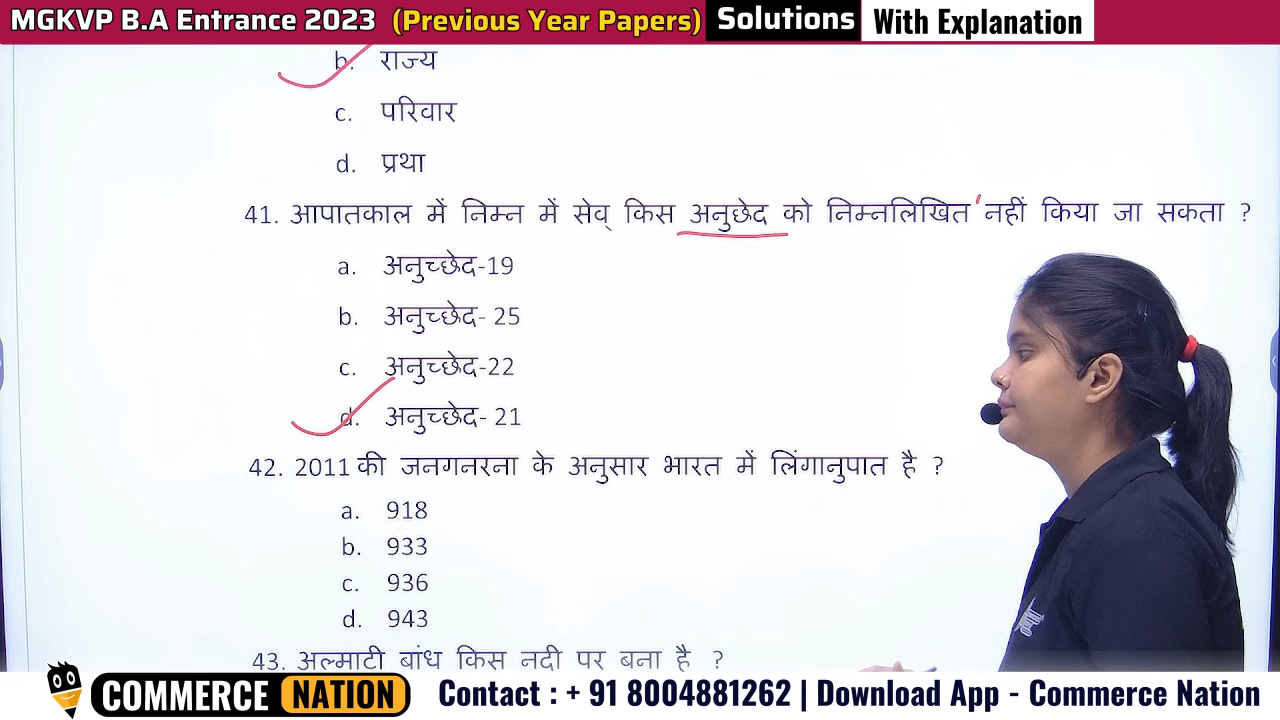 MGKVP B.A Entrance 2023 (Previous Year Papers) Solutions With Explanation
b. राज्य
c. परिवार
d. प्रथा
41. आपातकाल में निम्न में सेव् किस अनुछेद को निम्नलिखित नहीं किया जा सकता ?
a. अनुच्छेद-19
b. अनुच्छेद- 25
c. अनुच्छेद-22
d. अनुच्छेद- 21
42. 2011 की जनगनरना के अनुसार भारत में लिंगानुपात है ?
a. 918
b. 933
c. 936
d. 943
43. अल्माटी बांध किस नदी पर बना है ?
COMMERCE NATION Contact : + 91 8004881262 | Download App - Commerce Nation